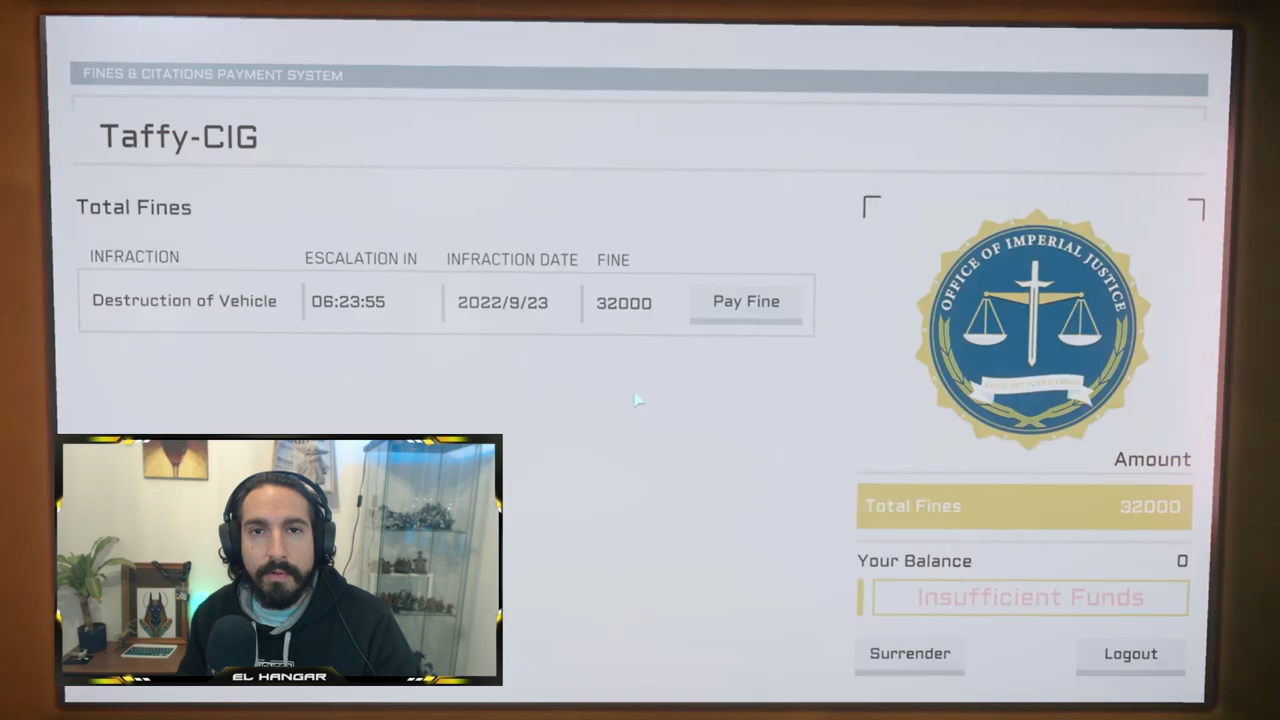 FINES & CITATIONS PAYMENT SYSTEM
Taffy-CIG
Total Fines
INFRACTION ESCALATION IN INFRACTION DATE FINE
Destruction of Vehicle 06:23:55 2022/9/23 32000 Pay Fine
OFFICE OF IMPERIAL JUSTICE
Amount
Total Fines 32000
Your Balance 0
Insufficient Funds
Surrender Logout
EL HANGAR